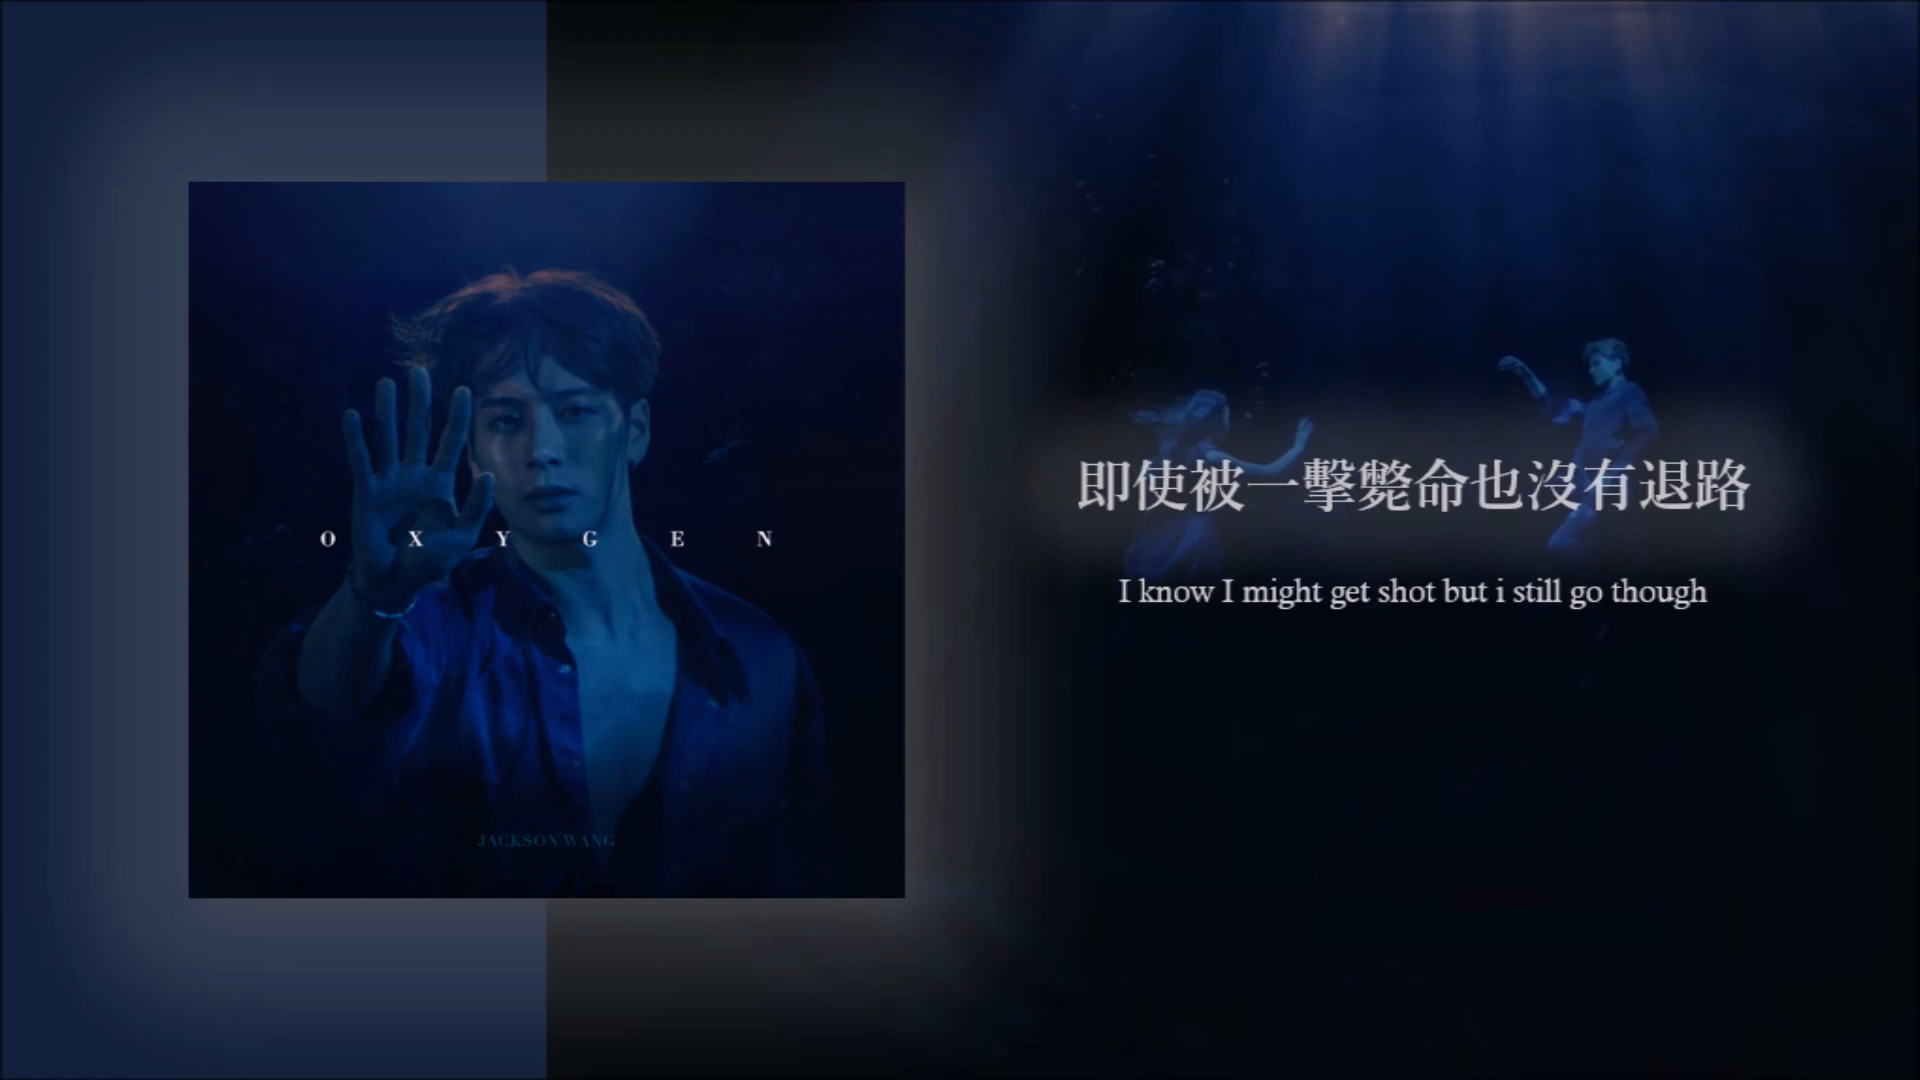 OXYGEN
JACKSON WANG
即使被一擊斃命也沒有退路
I know I might get shot but i still go though